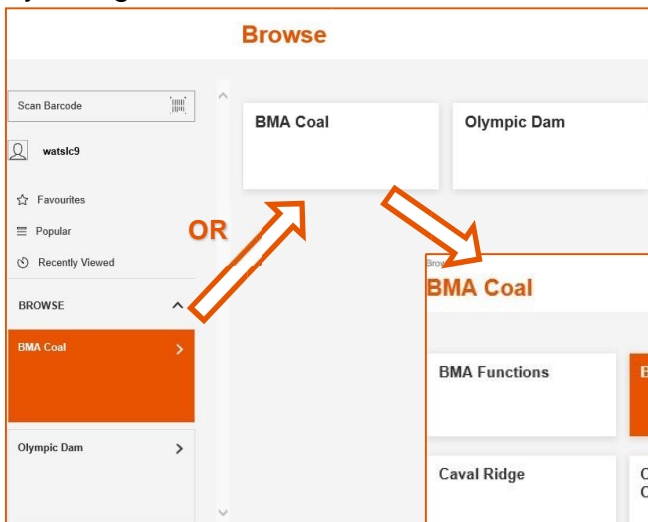 Browse
Scan Barcode
watslc9
Favourites
Popular
Recently Viewed
BROWSE
BMA Coal
Olympic Dam
OR
BMA Coal
Olympic Dam
BMA Coal
BMA Functions
Caval Ridge